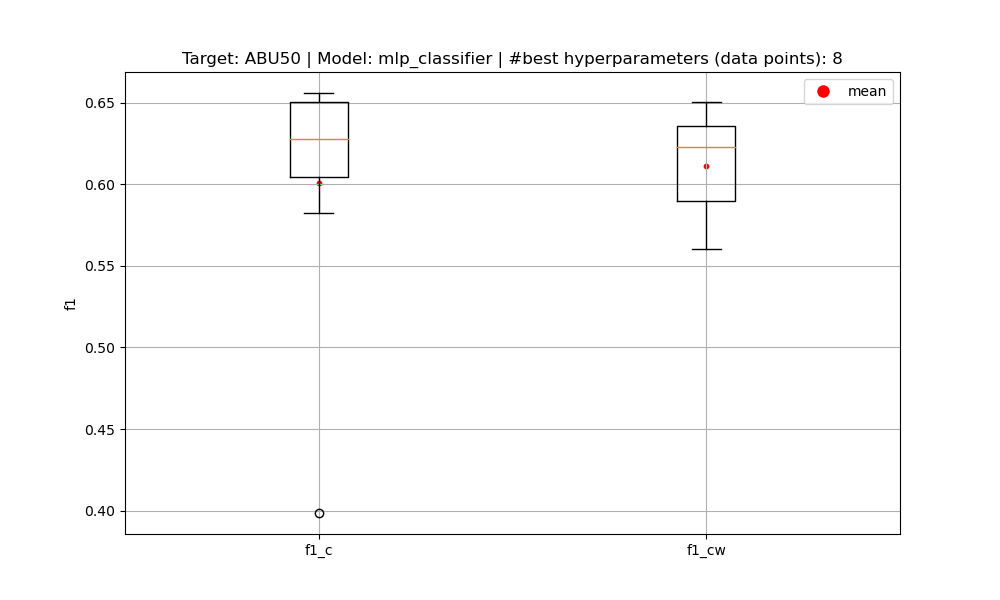 Target: ABU50 | Model: mlp_classifier | #best hyperparameters (data points): 8
mean
0.65
0.60
0.55
0.50
0.45
0.40
f1
f1_c
f1_cw